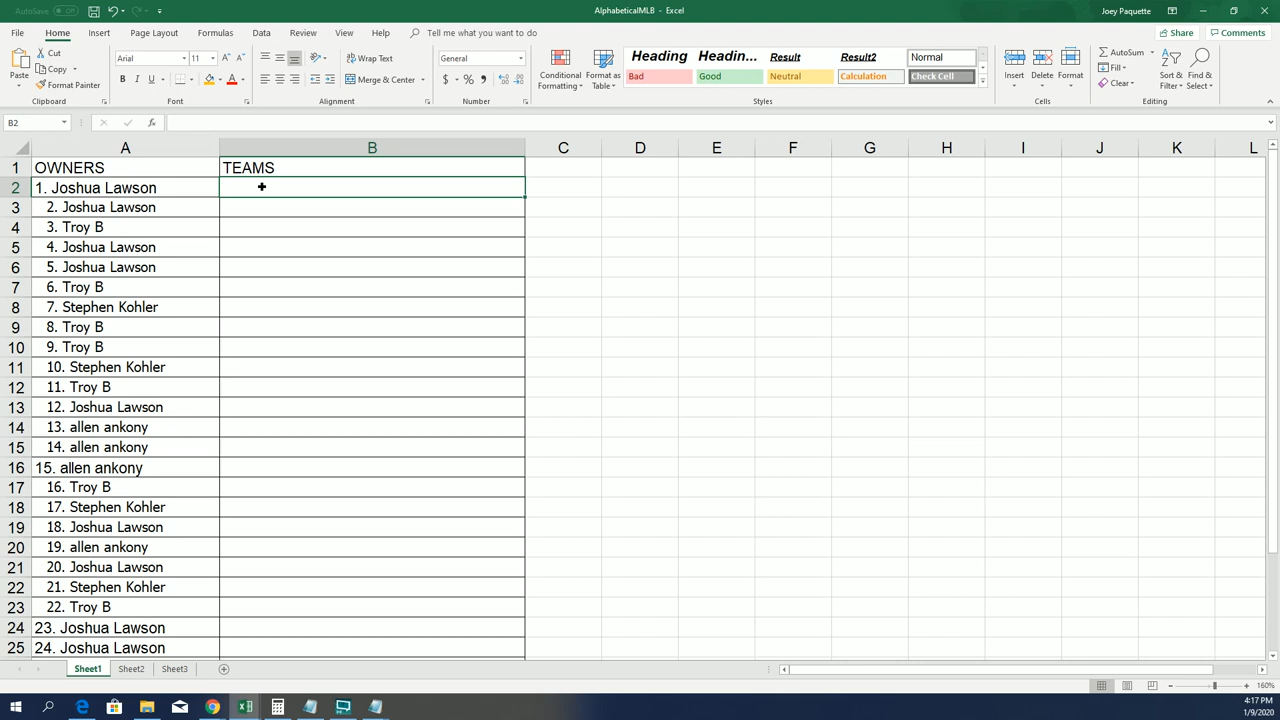 AutoSave Off
AlphabeticalMLB - Excel
Joey Paquette
File Home Insert Page Layout Formulas Data Review View Help Tell me what you want to do
Share Comments
Paste
Cut
Copy
Format Painter
Clipboard
Arial 11
B I U
Font
Wrap Text
Merge & Center
Alignment
General
$ % 9
Number
Conditional Formatting
Format as Table
Heading Headin... Result Result2 Normal
Bad Good Neutral Calculation Check Cell
Styles
Insert Delete Format
Cells
AutoSum
Fill
Clear
Sort & Filter
Find & Select
Editing
B2
fx
A B C D E F G H I J K L
1 OWNERS TEAMS
2 1. Joshua Lawson
3 2. Joshua Lawson
4 3. Troy B
5 4. Joshua Lawson
6 5. Joshua Lawson
7 6. Troy B
8 7. Stephen Kohler
9 8. Troy B
10 9. Troy B
11 10. Stephen Kohler
12 11. Troy B
13 12. Joshua Lawson
14 13. allen ankony
15 14. allen ankony
16 15. allen ankony
17 16. Troy B
18 17. Stephen Kohler
19 18. Joshua Lawson
20 19. allen ankony
21 20. Joshua Lawson
22 21. Stephen Kohler
23 22. Troy B
24 23. Joshua Lawson
25 24. Joshua Lawson
Sheet1 Sheet2 Sheet3
160%
4:17 PM
1/9/2020